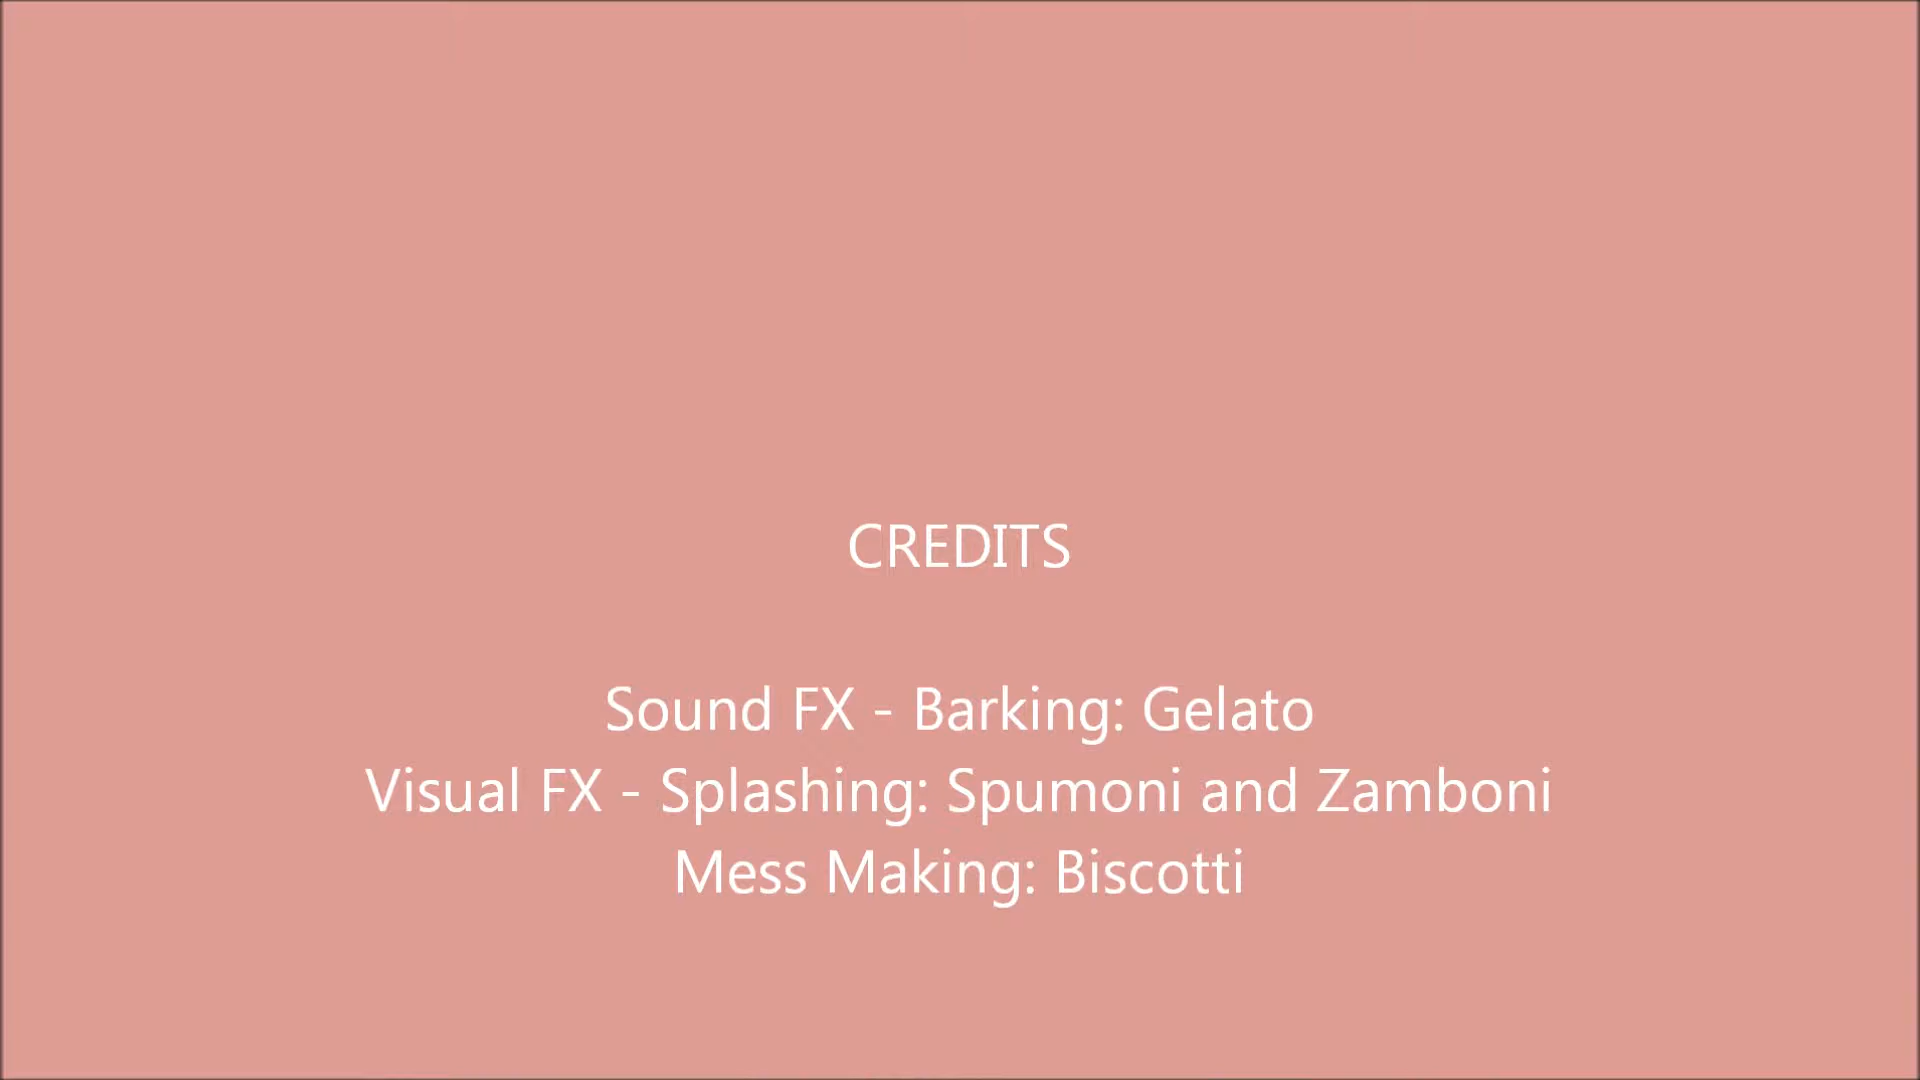 CREDITS
Sound FX - Barking: Gelato
Visual FX - Splashing: Spumoni and Zamboni
Mess Making: Biscotti